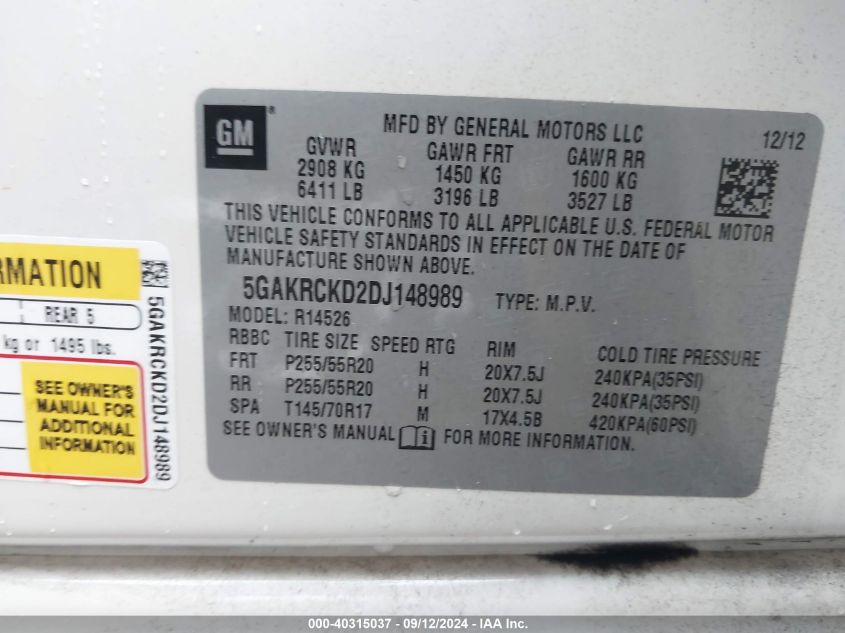 GM
MFD BY GENERAL MOTORS LLC 12/12
GVWR GAWR FRT GAWR RR
2908 KG 1450 KG 1600 KG
6411 LB 3196 LB 3527 LB
THIS VEHICLE CONFORMS TO ALL APPLICABLE U.S. FEDERAL MOTOR
VEHICLE SAFETY STANDARDS IN EFFECT ON THE DATE OF
MANUFACTURE SHOWN ABOVE.
5GAKRCKD2DJ148989 TYPE: M.P.V.
MODEL: R14526
RBBC TIRE SIZE SPEED RTG RIM COLD TIRE PRESSURE
FRT P255/55R20 H 20X7.5J 240KPA(35PSI)
RR P255/55R20 H 20X7.5J 240KPA(35PSI)
SPA T145/70R17 M 17X4.5B 420KPA(60PSI)
SEE OWNER'S MANUAL FOR MORE INFORMATION.
RMATION
REAR 5
kg or 1495 lbs.
SEE OWNER'S
MANUAL FOR
ADDITIONAL
INFORMATION
5GAKRCKD2DJ148989
000-40315037 - 09/12/2024 - IAA Inc.